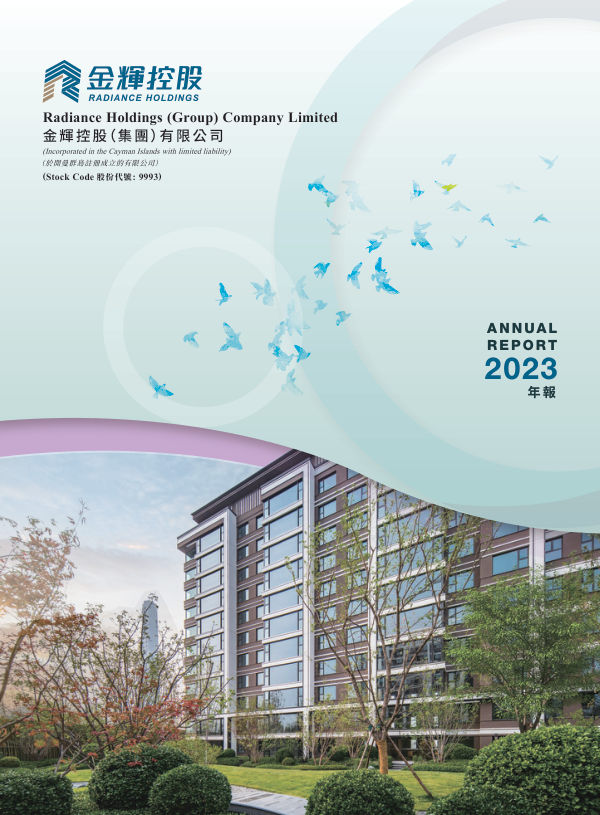 金輝控股
RADIANCE HOLDINGS
Radiance Holdings (Group) Company Limited
金輝控股(集團)有限公司
(Incorporated in the Cayman Islands with limited liability)
(於開曼群島註冊成立的有限公司)
(Stock Code 股份代號: 9993)
ANNUAL
REPORT
2023
年報